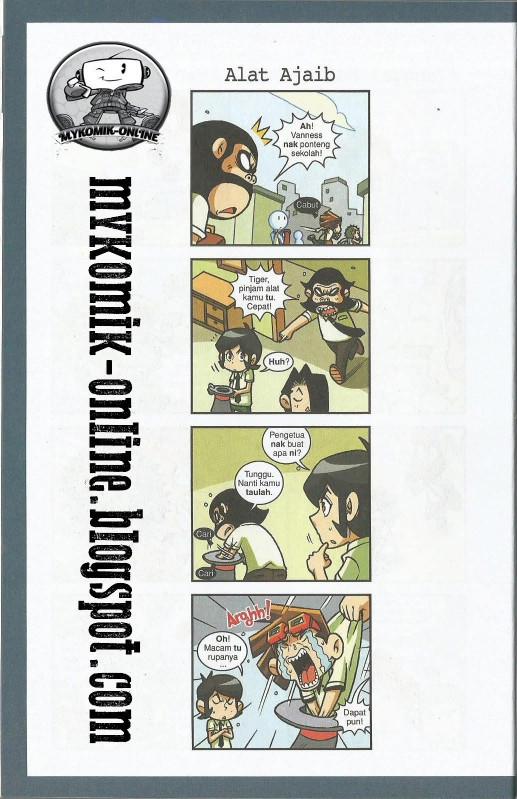 MYKOMIK-ONLINE
mykomik-online.blogspot.com
Alat Ajaib
Ah!
Vanness
nak ponteng
sekolah!
Cabut
Tiger,
pinjam alat
kamu tu.
Cepat!
Huh?
Pengetua
nak buat
apa ni?
Tunggu.
Nanti kamu
taulah.
Cari
Cari
Arghh!
Oh!
Macam tu
rupanya
...
Dapat
pun!